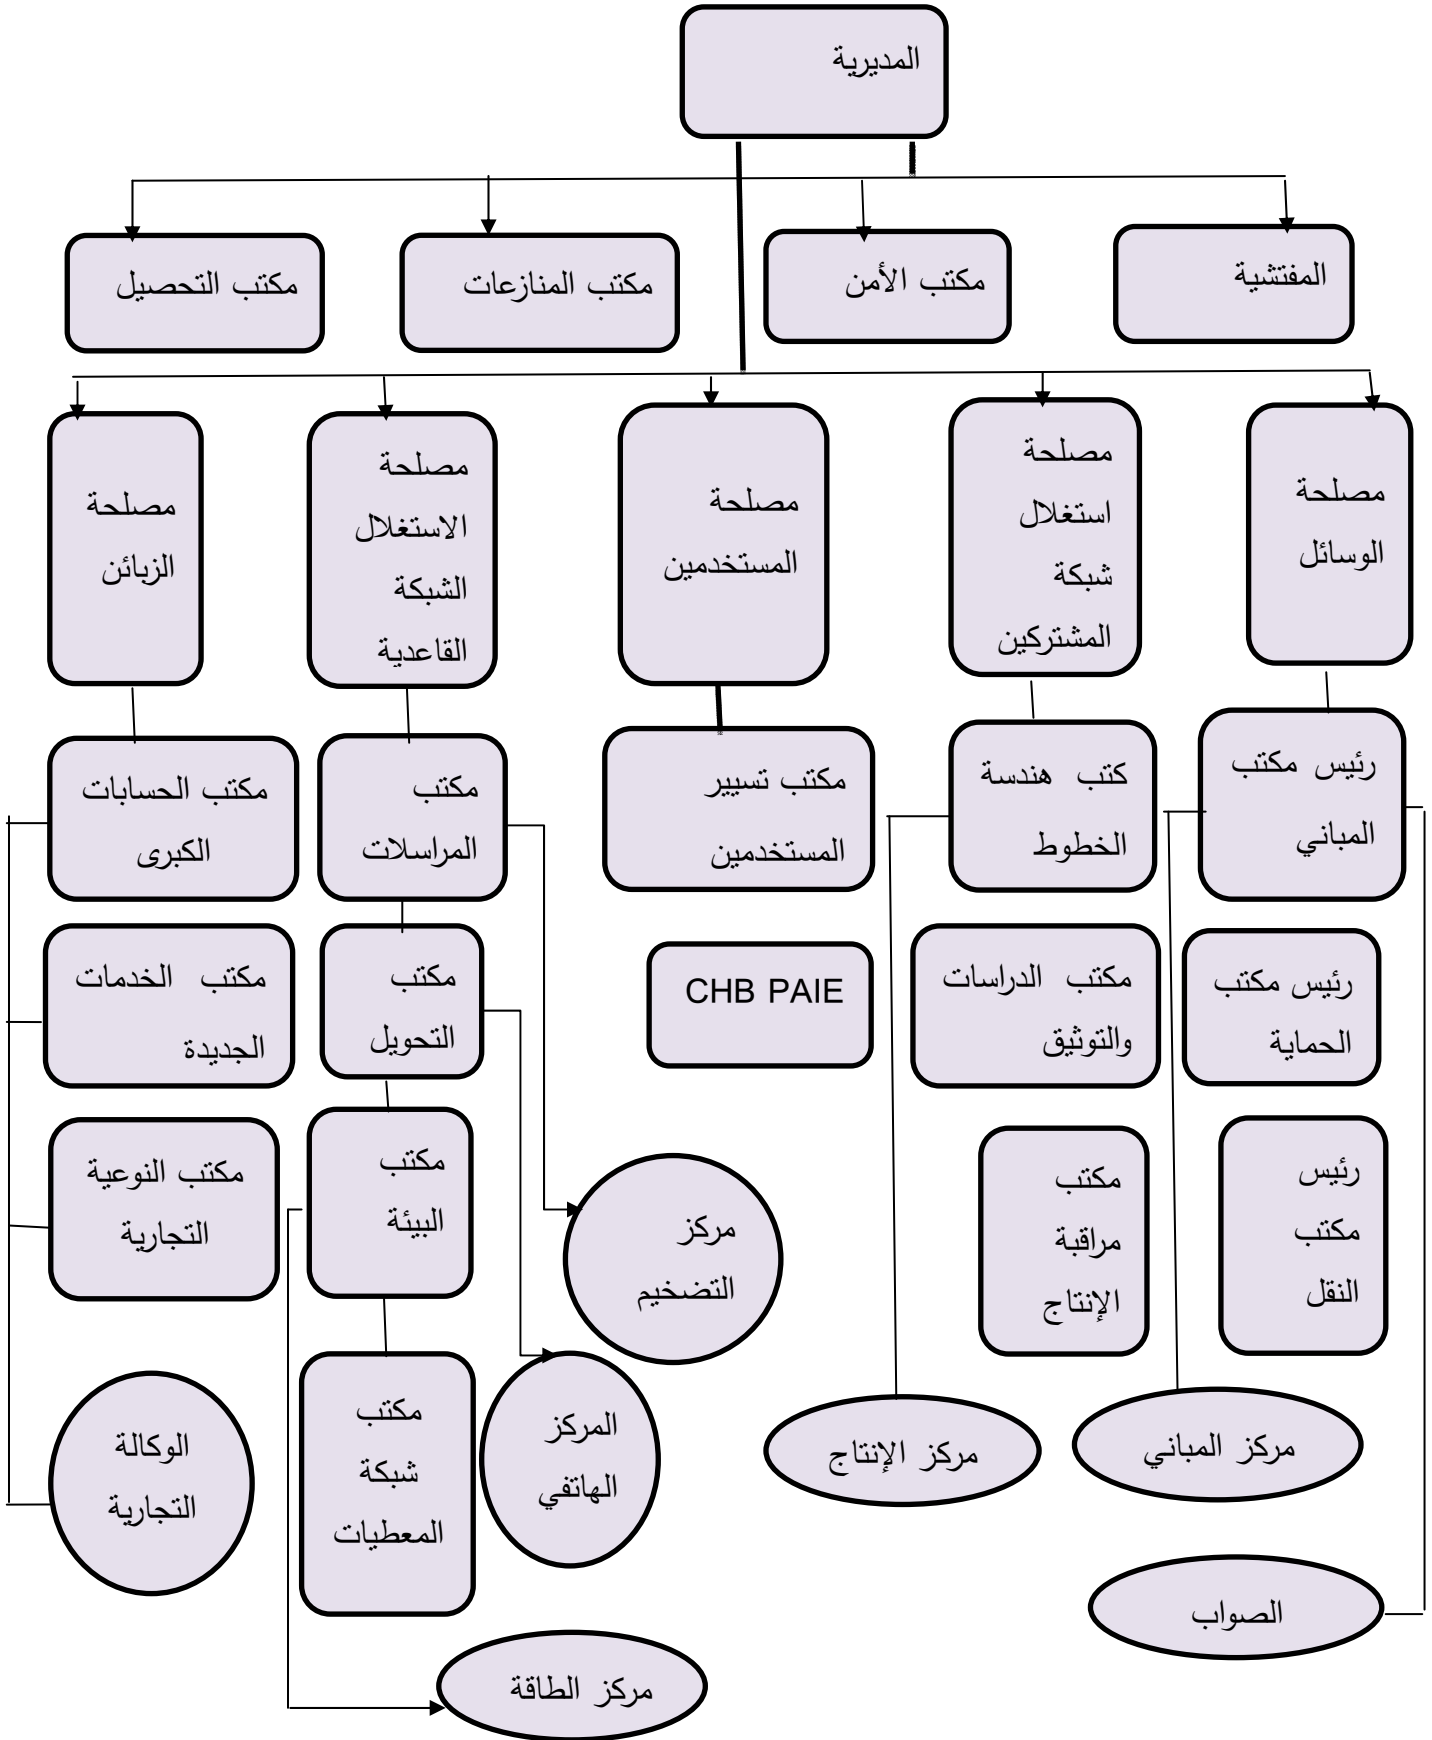 المديرية
المفتشية
مكتب الأمن
مكتب المنازعات
مكتب التحصيل
مصلحة
الوسائل
مصلحة
استغلال
شبكة
المشتركين
مصلحة
المستخدمين
مصلحة
الاستغلال
الشبكة
القاعدية
مصلحة
الزبائن
رئيس مكتب
المباني
كتب هندسة
الخطوط
مكتب تسيير
المستخدمين
مكتب
المراسلات
مكتب الحسابات
الكبرى
رئيس مكتب
الحماية
مكتب الدراسات
والتوثيق
CHB PAIE
مكتب
التحويل
مكتب الخدمات
الجديدة
رئيس
مكتب
النقل
مكتب
مراقبة
الإنتاج
مركز
التضخيم
مكتب
البيئة
مكتب النوعية
التجارية
مركز المباني
مركز الإنتاج
المركز
الهاتفي
مكتب
شبكة
المعطيات
الوكالة
التجارية
الصواب
مركز الطاقة